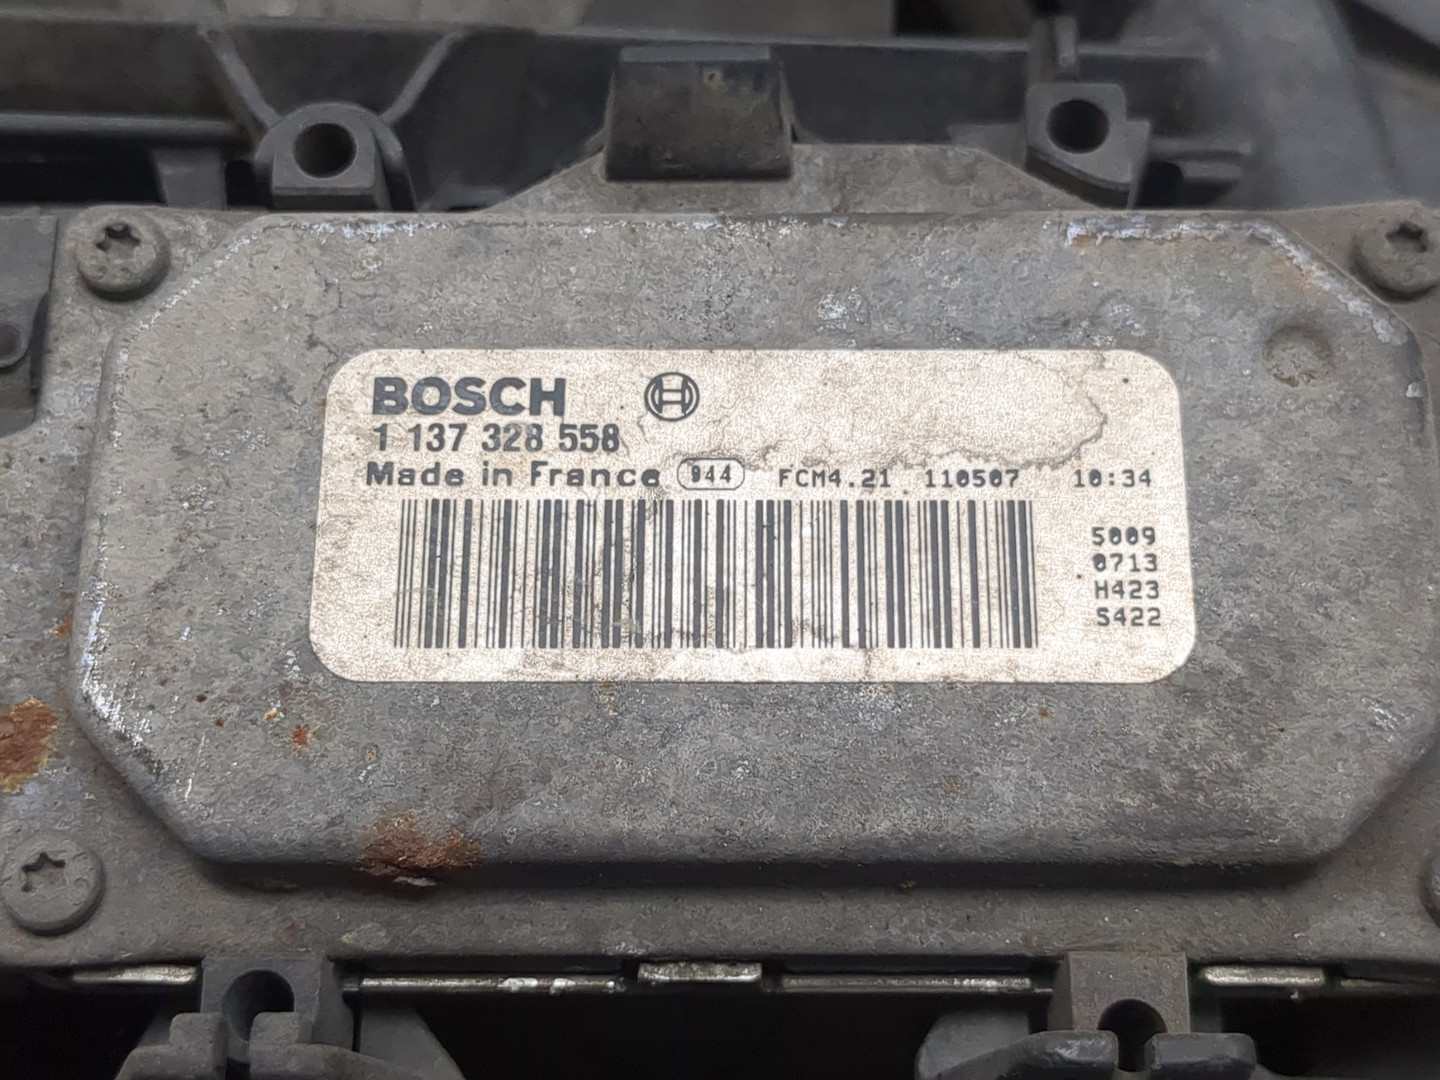 BOSCH
1 137 328 558
Made in France 944 FCM4.21 110507 10:34
5009
0713
H423
S422